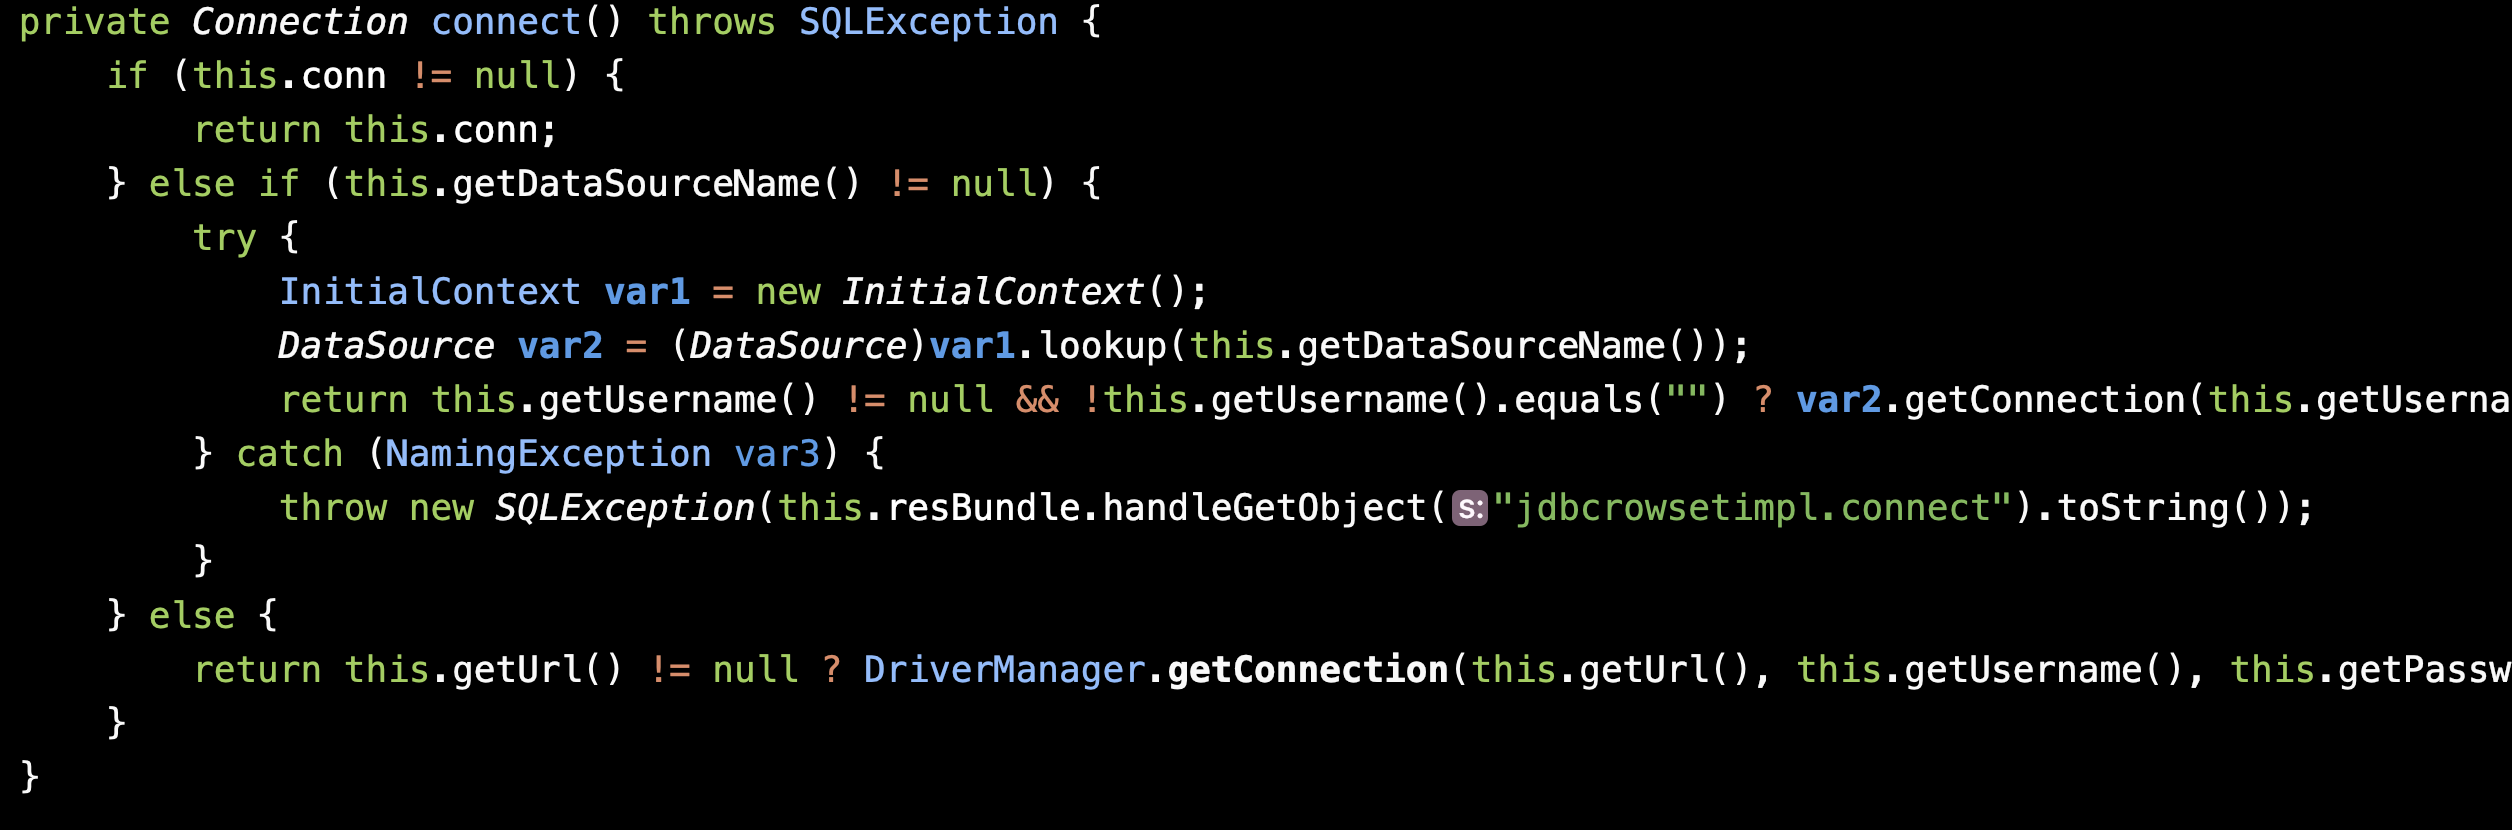 private Connection connect() throws SQLException {
    if (this.conn != null) {
        return this.conn;
    } else if (this.getDataSourceName() != null) {
        try {
            InitialContext var1 = new InitialContext();
            DataSource var2 = (DataSource)var1.lookup(this.getDataSourceName());
            return this.getUsername() != null && !this.getUsername().equals("") ? var2.getConnection(this.getUserna
        } catch (NamingException var3) {
            throw new SQLException(this.resBundle.handleGetObject(s:"jdbcrowsetimpl.connect").toString());
        }
    } else {
        return this.getUrl() != null ? DriverManager.getConnection(this.getUrl(), this.getUsername(), this.getPassw
    }
}